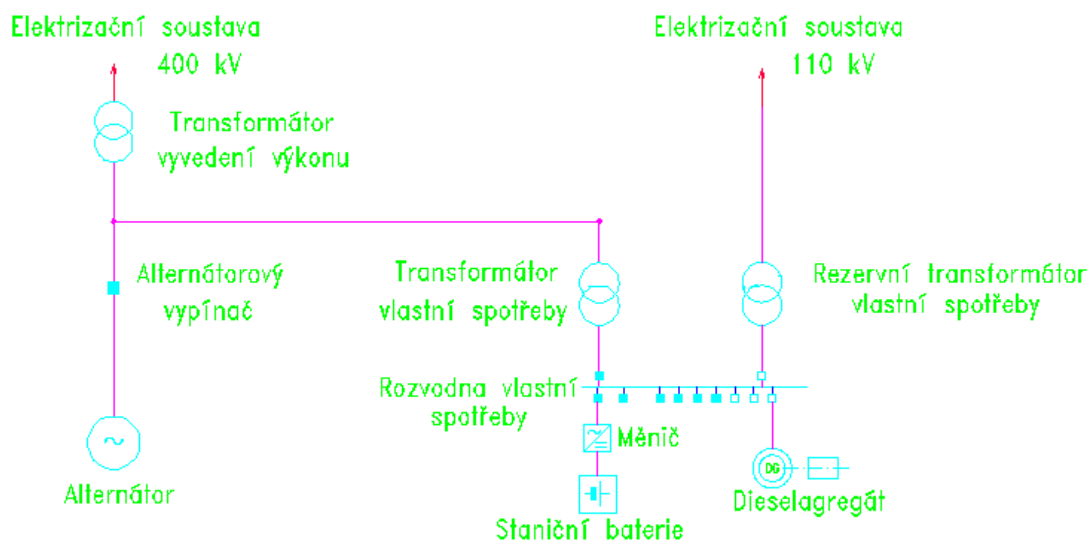 Elektrizační soustava
400 kV
Elektrizační soustava
110 kV
Transformátor
vyvedení výkonu
Alternátorový
vypínač
Transformátor
vlastní spotřeby
Rezervní transformátor
vlastní spotřeby
Rozvodna vlastní
spotřeby
Měnič
DG
Alternátor
Dieselagregát
Staniční baterie